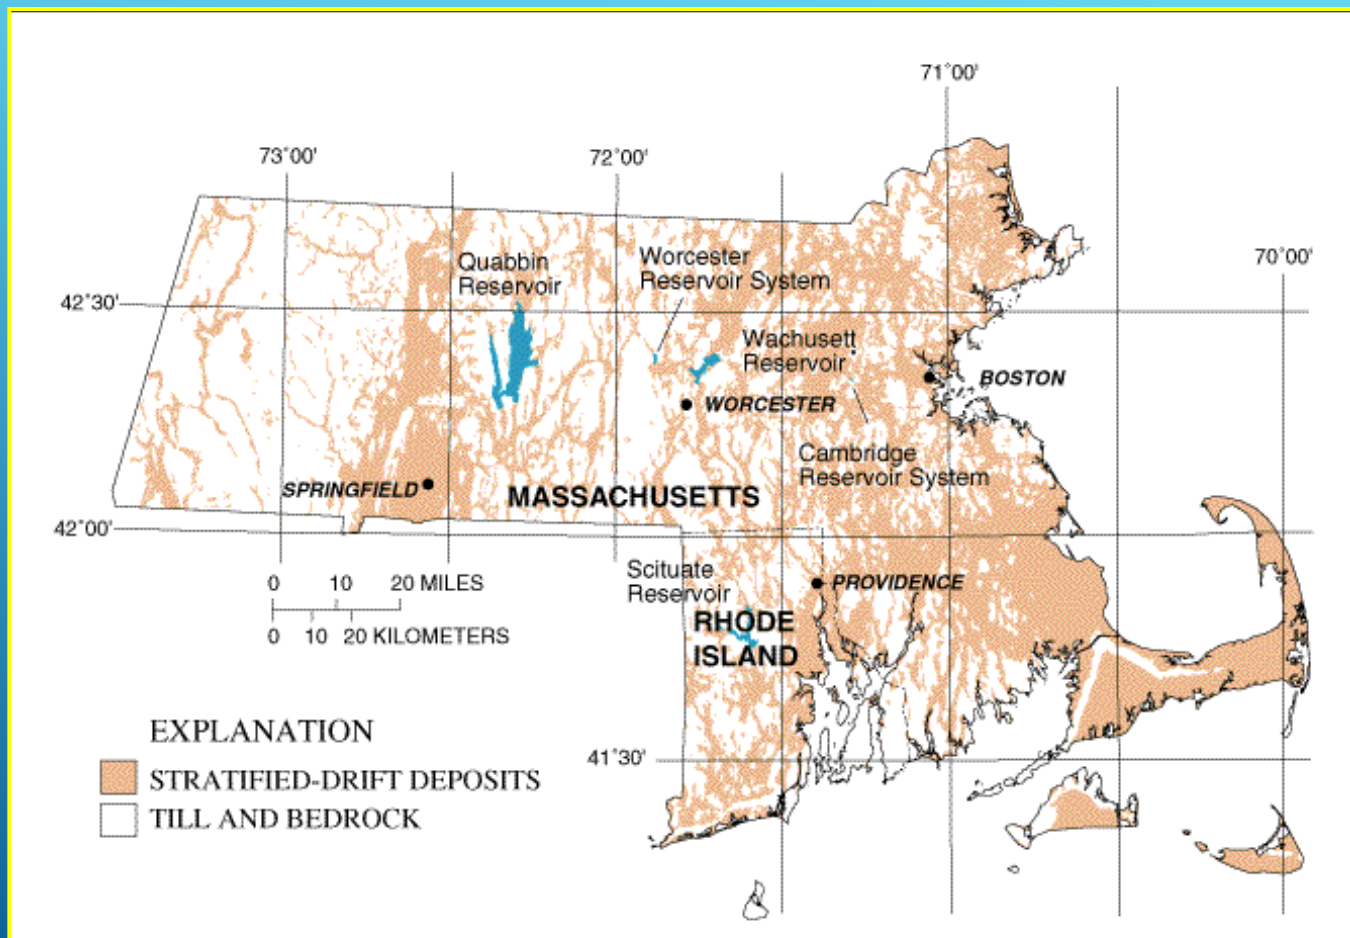 71°00'
73°00'
72°00'
70°00'
Quabbin
Reservoir
Worcester
Reservoir System
42°30'
Wachusett
Reservoir
BOSTON
WORCESTER
Cambridge
Reservoir System
SPRINGFIELD
MASSACHUSETTS
42°00'
Scituate
Reservoir
PROVIDENCE
0 10 20 MILES
0 10 20 KILOMETERS
RHODE
ISLAND
EXPLANATION
STRATIFIED-DRIFT DEPOSITS
TILL AND BEDROCK
41°30'